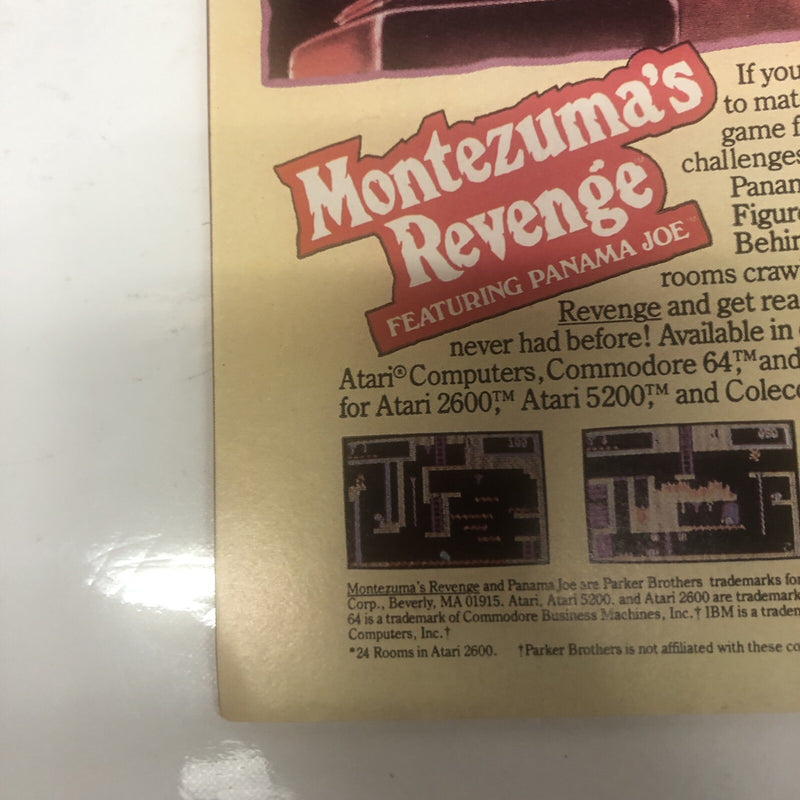 Montezuma's
Revenge
FEATURING PANAMA JOE™
If you
to mat
game f
challenges
Panam
Figure
Behin
rooms craw
Revenge and get rea
never had before! Available in
Atari® Computers, Commodore 64,™ and
for Atari 2600,™ Atari 5200,™ and Coleco
Montezuma's Revenge and Panama Joe are Parker Brothers trademarks for
Corp., Beverly, MA 01915. Atari, Atari 5200, and Atari 2600 are trademark
64 is a trademark of Commodore Business Machines, Inc.† IBM is a tradem
Computers, Inc.†
*24 Rooms in Atari 2600. †Parker Brothers is not affiliated with these co